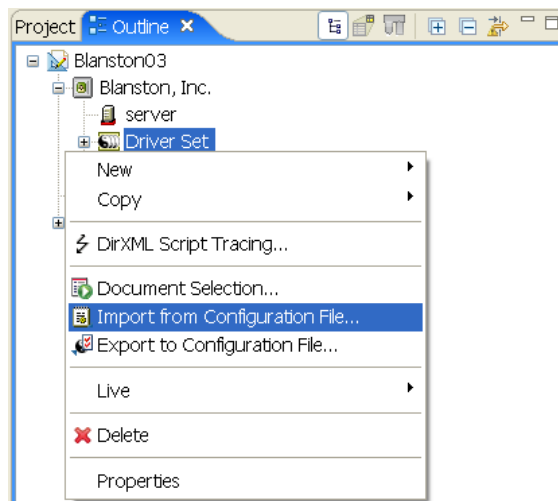 Project Outline
Blanston03
Blanston, Inc.
server
Driver Set
New
Copy
DirXML Script Tracing...
Document Selection...
Import from Configuration File...
Export to Configuration File...
Live
Delete
Properties